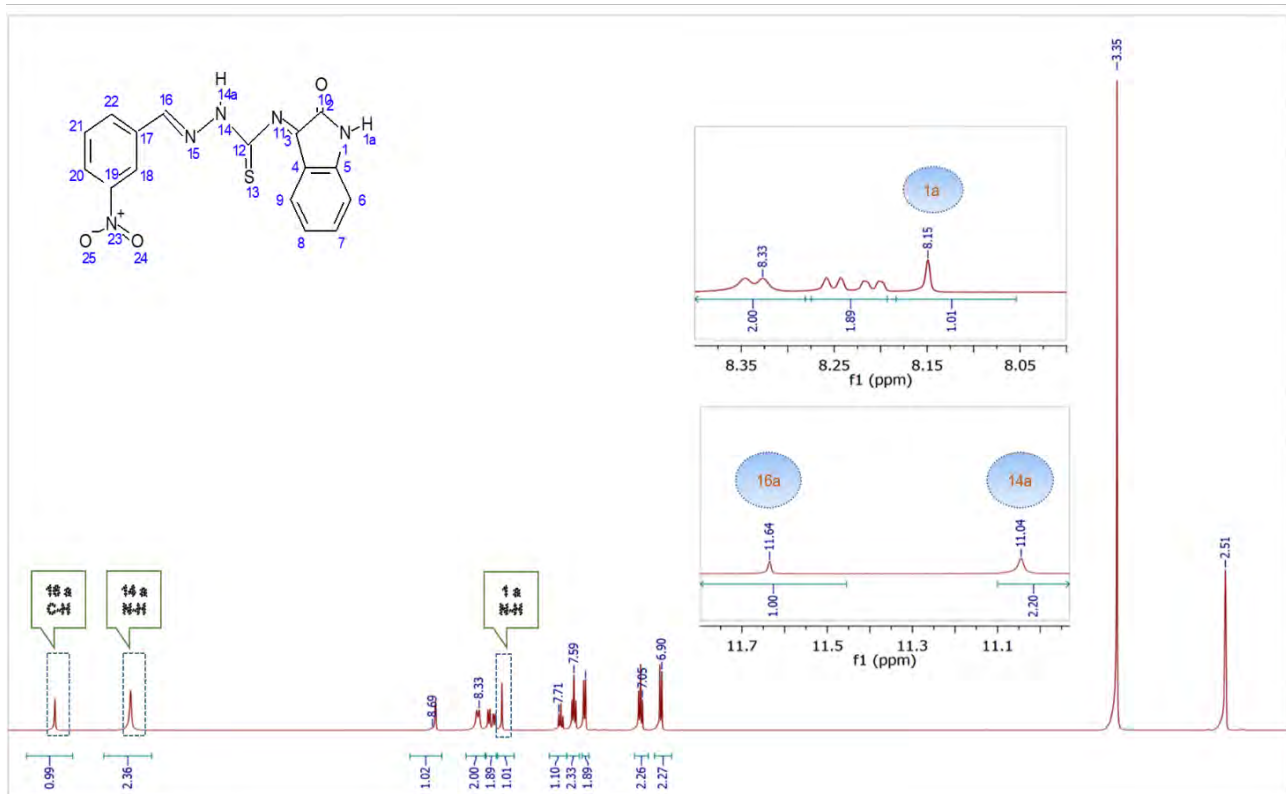 H
14a
O
10
2
16
22
N
N
N
H
1a
N
11
3
14
1
21
17
15
12
4
5
20
19
18
S
13
9
6
N+
23
8
7
O-
O
25
24
1a
8.33
8.15
2.00
1.89
1.01
8.35
8.25
8.15
8.05
f1 (ppm)
16a
14a
11.64
11.04
1.00
2.20
11.7
11.5
11.3
11.1
f1 (ppm)
3.35
2.51
16 a
C-H
14 a
N-H
1 a
N-H
8.69
8.33
7.71
7.59
7.05
6.90
0.99
2.36
1.02
2.00
1.89
1.01
1.10
2.33
1.89
2.26
2.27